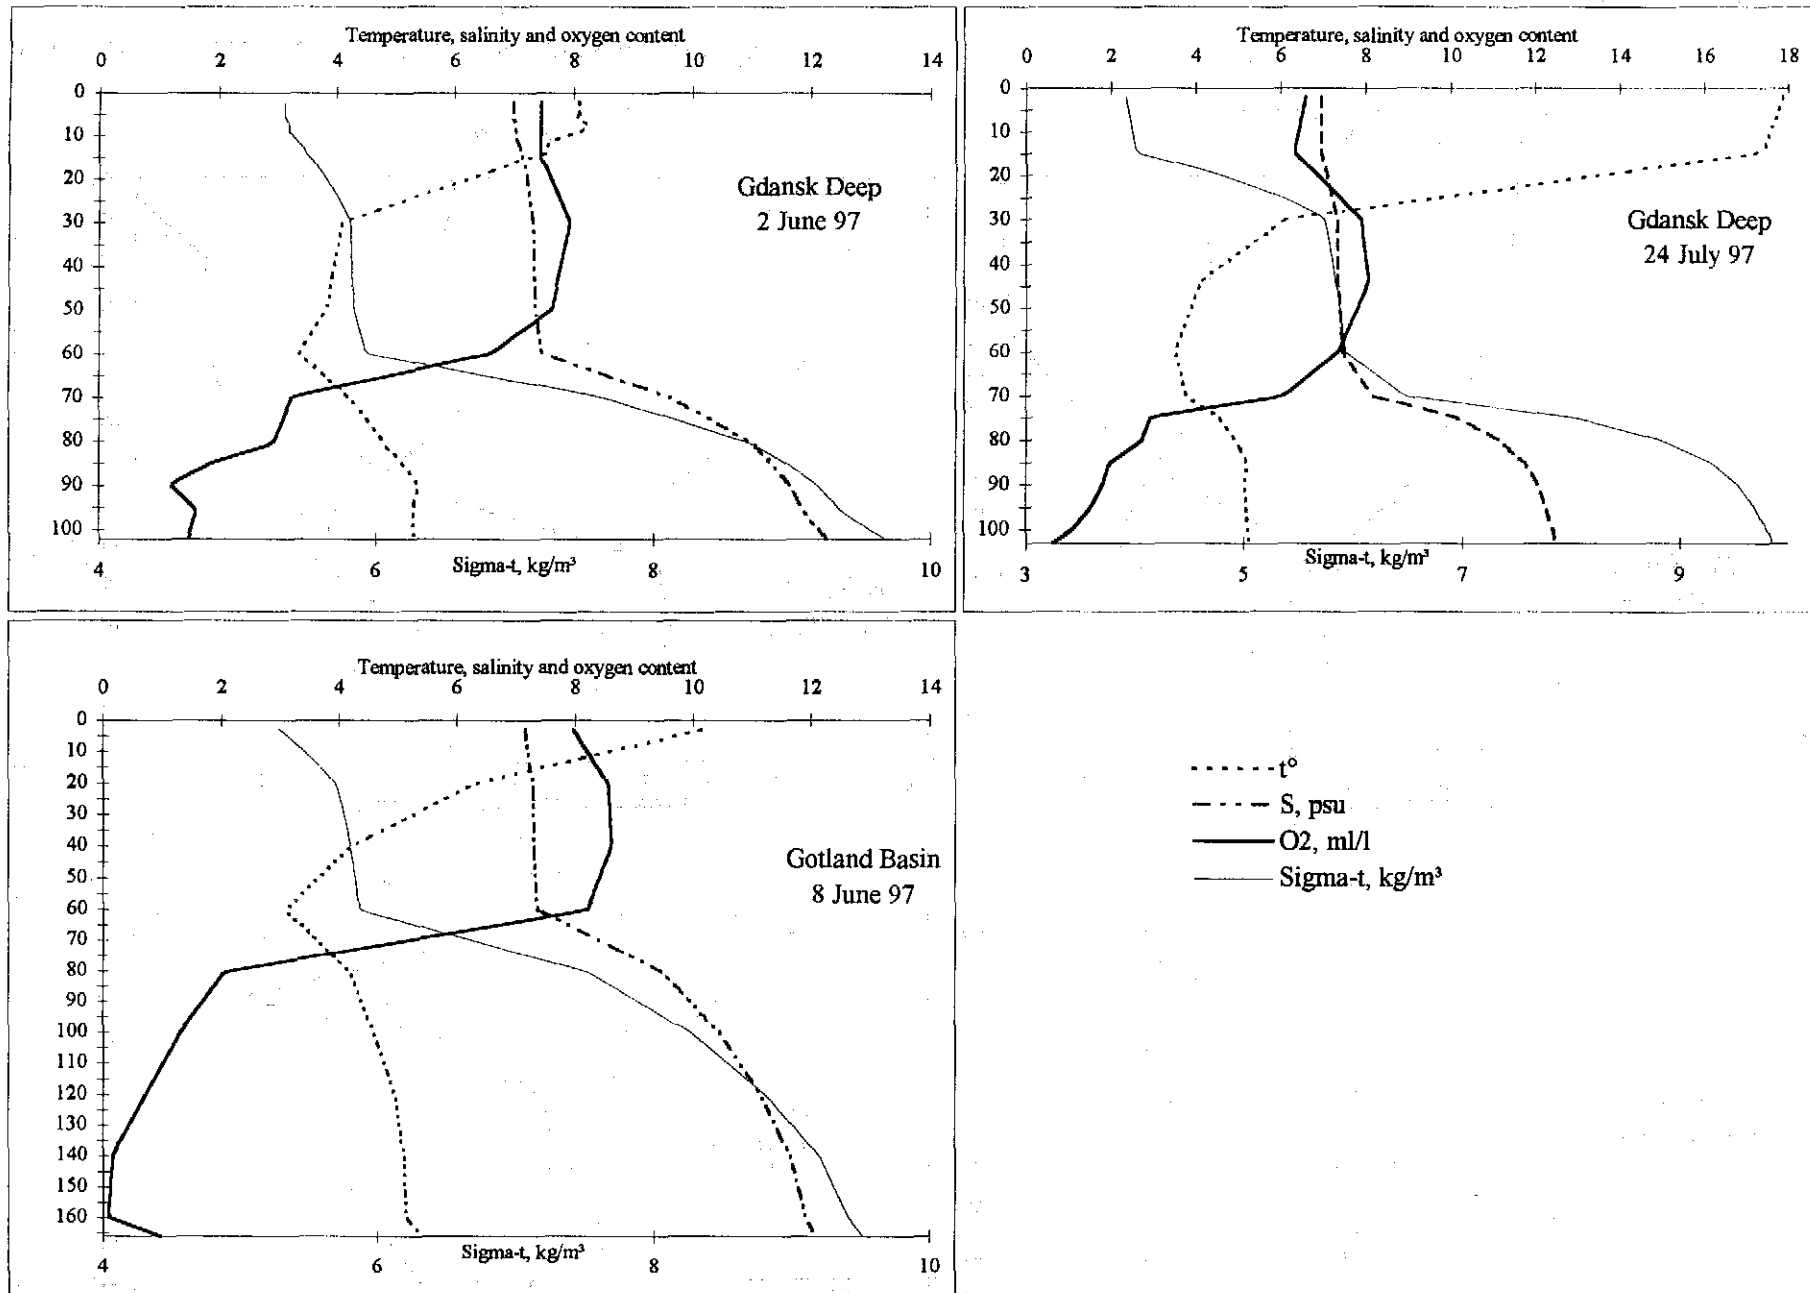 Temperature, salinity and oxygen content
0 2 4 6 8 10 12 14
0
10
20
30
40
50
60
70
80
90
100
Gdansk Deep
2 June 97
4 6 8 10
Sigma-t, kg/m³
Temperature, salinity and oxygen content
0 2 4 6 8 10 12 14 16 18
0
10
20
30
40
50
60
70
80
90
100
Gdansk Deep
24 July 97
3 5 7 9
Sigma-t, kg/m³
Temperature, salinity and oxygen content
0 2 4 6 8 10 12 14
0
10
20
30
40
50
60
70
80
90
100
110
120
130
140
150
160
Gotland Basin
8 June 97
4 6 8 10
Sigma-t, kg/m³
t°
S, psu
O2, ml/l
Sigma-t, kg/m³